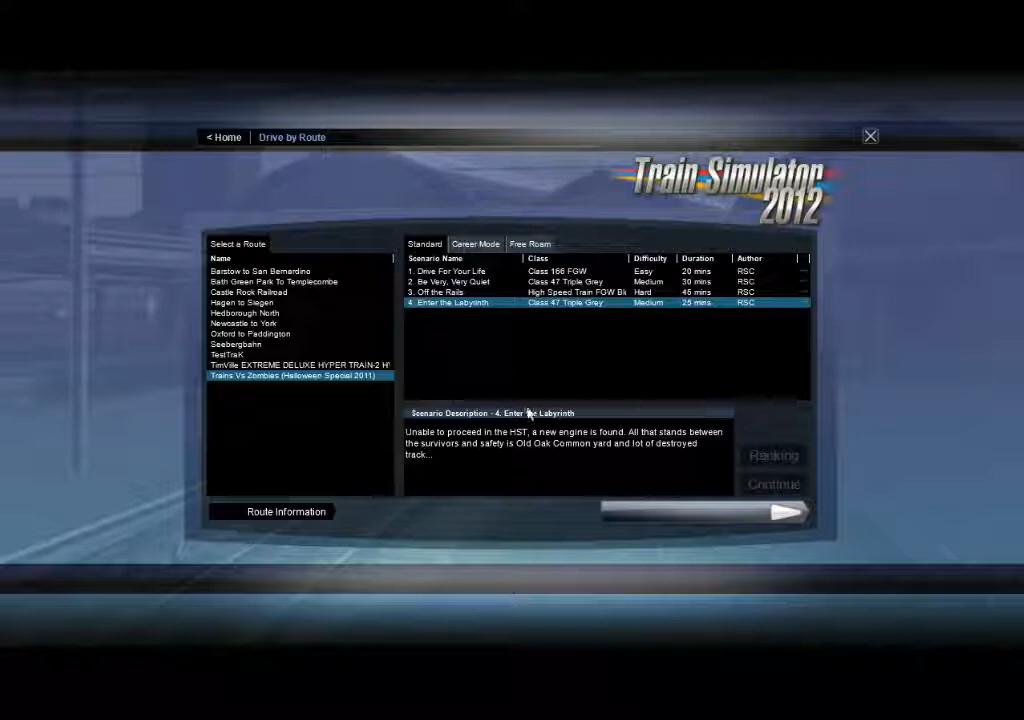 < Home | Drive by Route
Train Simulator
2012
Select a Route
Name
Barstow to San Bernardino
Bath Green Park To Templecombe
Castle Rock Railroad
Hagen to Siegen
Hedborough North
Newcastle to York
Oxford to Paddington
Seebergbahn
TestTraK
TimVille EXTREME DELUXE HYPER TRAIN-2 H
Trains Vs Zombies (Halloween Special 2011)
Route Information
Standard Career Mode Free Roam
Scenario Name Class Difficulty Duration Author
1. Drive For Your Life Class 166 FGW Easy 20 mins RSC
2. Be Very, Very Quiet Class 47 Triple Grey Medium 30 mins RSC
3. Off the Rails High Speed Train FGW Bl Hard 45 mins RSC
4. Enter the Labyrinth Class 47 Triple Grey Medium 25 mins RSC
Scenario Description - 4. Enter the Labyrinth
Unable to proceed in the HST, a new engine is found. All that stands between
the survivors and safety is Old Oak Common yard and lot of destroyed
track...
Ranking
Continue